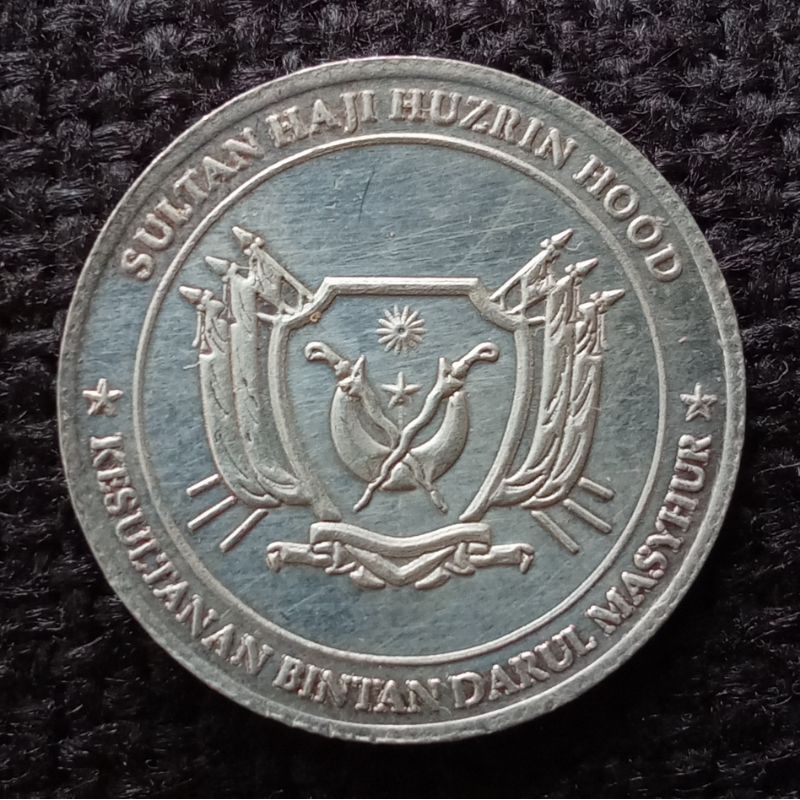 SULTAN HAJI HUZRIN HOOD
KESULTANAN BINTAN DARUL MASYHUR